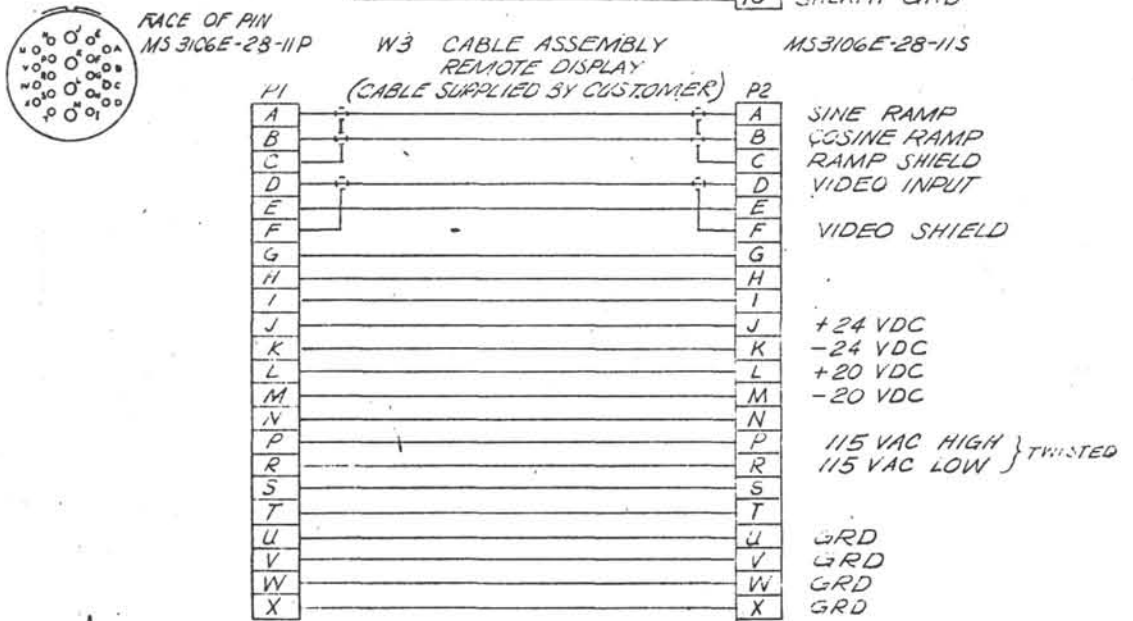 GRD
FACE OF PIN
MS 3106E-28-11P W3 CABLE ASSEMBLY MS3106E-28-11S
REMOTE DISPLAY
P1 (CABLE SUPPLIED BY CUSTOMER) P2
A A SINE RAMP
B B COSINE RAMP
C C RAMP SHIELD
D D VIDEO INPUT
E E
F F VIDEO SHIELD
G G
H H
I I
J J +24 VDC
K K -24 VDC
L L +20 VDC
M M -20 VDC
N N
P P 115 VAC HIGH } TWISTED
R R 115 VAC LOW
S S
T T
U U GRD
V V GRD
W W GRD
X X GRD